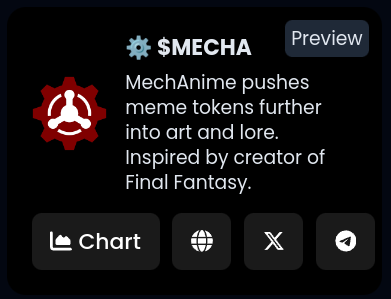 Preview
⚙️ $MECHA
MechAnime pushes
meme tokens further
into art and lore.
Inspired by creator of
Final Fantasy.
Chart